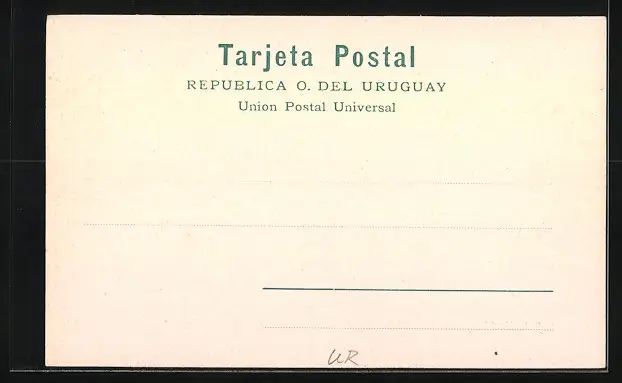 Tarjeta Postal
REPUBLICA O. DEL URUGUAY
Union Postal Universal
UR